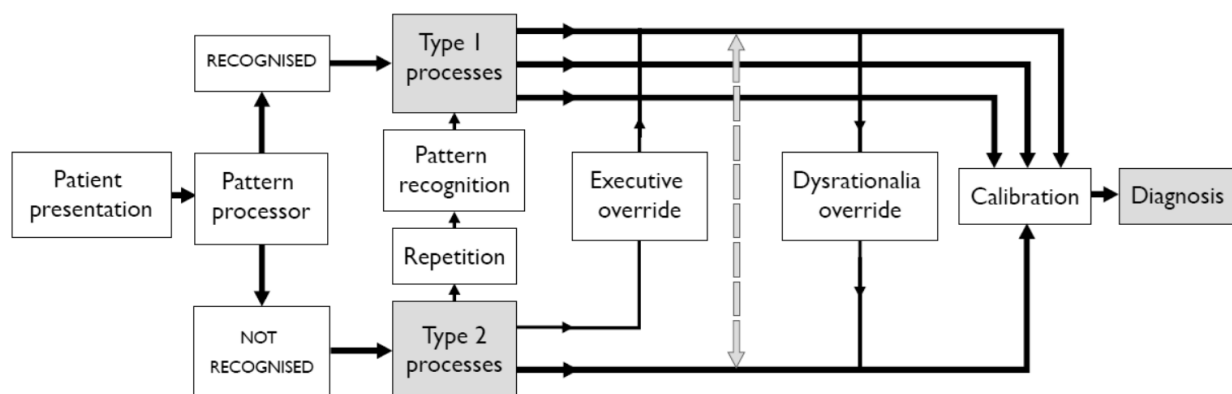 RECOGNISED
Type 1
processes
Patient
presentation
Pattern
processor
Pattern
recognition
Executive
override
Dysrationalia
override
Calibration
Diagnosis
Repetition
NOT
RECOGNISED
Type 2
processes